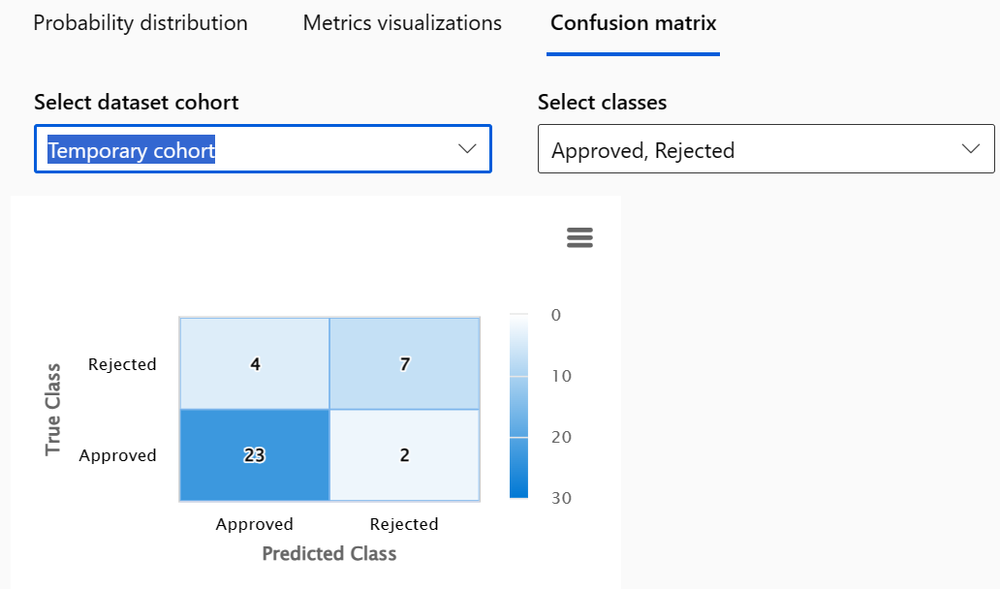 Probability distribution Metrics visualizations Confusion matrix
Select dataset cohort Select classes
Temporary cohort Approved, Rejected
0
Rejected 4 7
10
True Class
20
Approved 23 2
30
Approved Rejected
Predicted Class